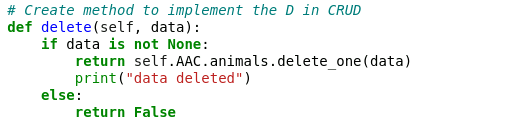 # Create method to implement the D in CRUD
def delete(self, data):
    if data is not None:
        return self.AAC.animals.delete_one(data)
        print("data deleted")
    else:
        return False